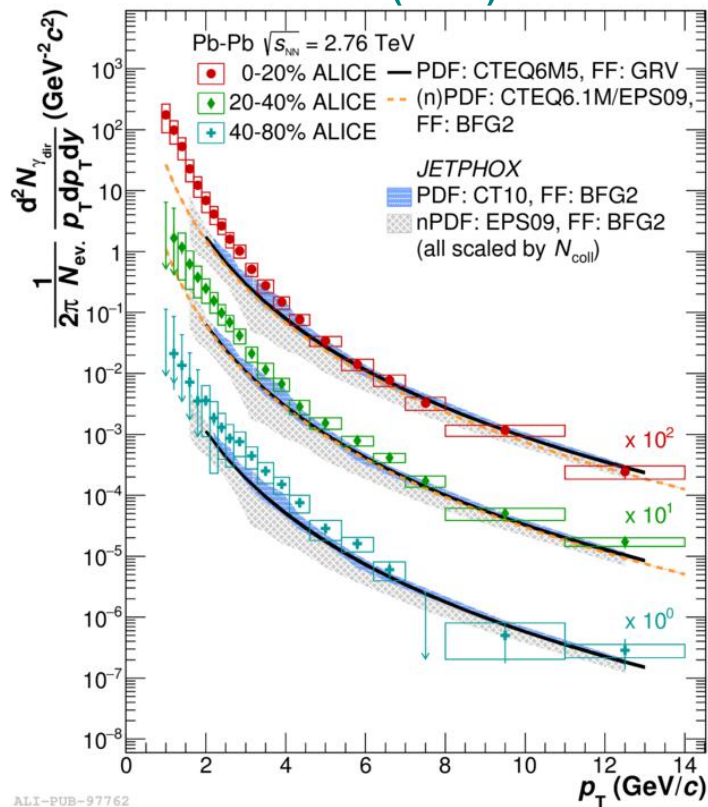 Pb-Pb √s_NN = 2.76 TeV
0-20% ALICE
20-40% ALICE
40-80% ALICE
PDF: CTEQ6M5, FF: GRV
(n)PDF: CTEQ6.1M/EPS09,
FF: BFG2
JETPHOX
PDF: CT10, FF: BFG2
nPDF: EPS09, FF: BFG2
(all scaled by N_coll)
1/(2π N_ev.) d²N_γdir/(p_T dp_T dy) (GeV⁻²c²)
10³
10²
10
1
10⁻¹
10⁻²
10⁻³
10⁻⁴
10⁻⁵
10⁻⁶
10⁻⁷
10⁻⁸
x 10²
x 10¹
x 10⁰
0 2 4 6 8 10 12 14
p_T (GeV/c)
ALI-PUB-97762